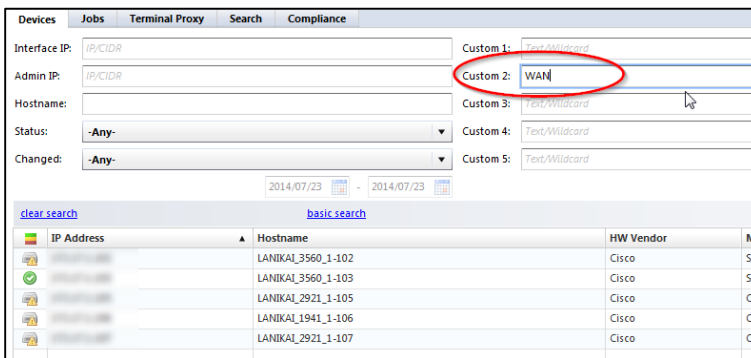 Devices Jobs Terminal Proxy Search Compliance
Interface IP: IP/CIDR Custom 1: Text/Wildcard
Admin IP: IP/CIDR Custom 2: WAN
Hostname: Custom 3: Text/Wildcard
Status: -Any- Custom 4: Text/Wildcard
Changed: -Any- Custom 5: Text/Wildcard
2014/07/23 - 2014/07/23
clear search basic search
IP Address Hostname HW Vendor
LANIKAI_3560_1-102 Cisco
LANIKAI_3560_1-103 Cisco
LANIKAI_2921_1-105 Cisco
LANIKAI_1941_1-106 Cisco
LANIKAI_2921_1-107 Cisco